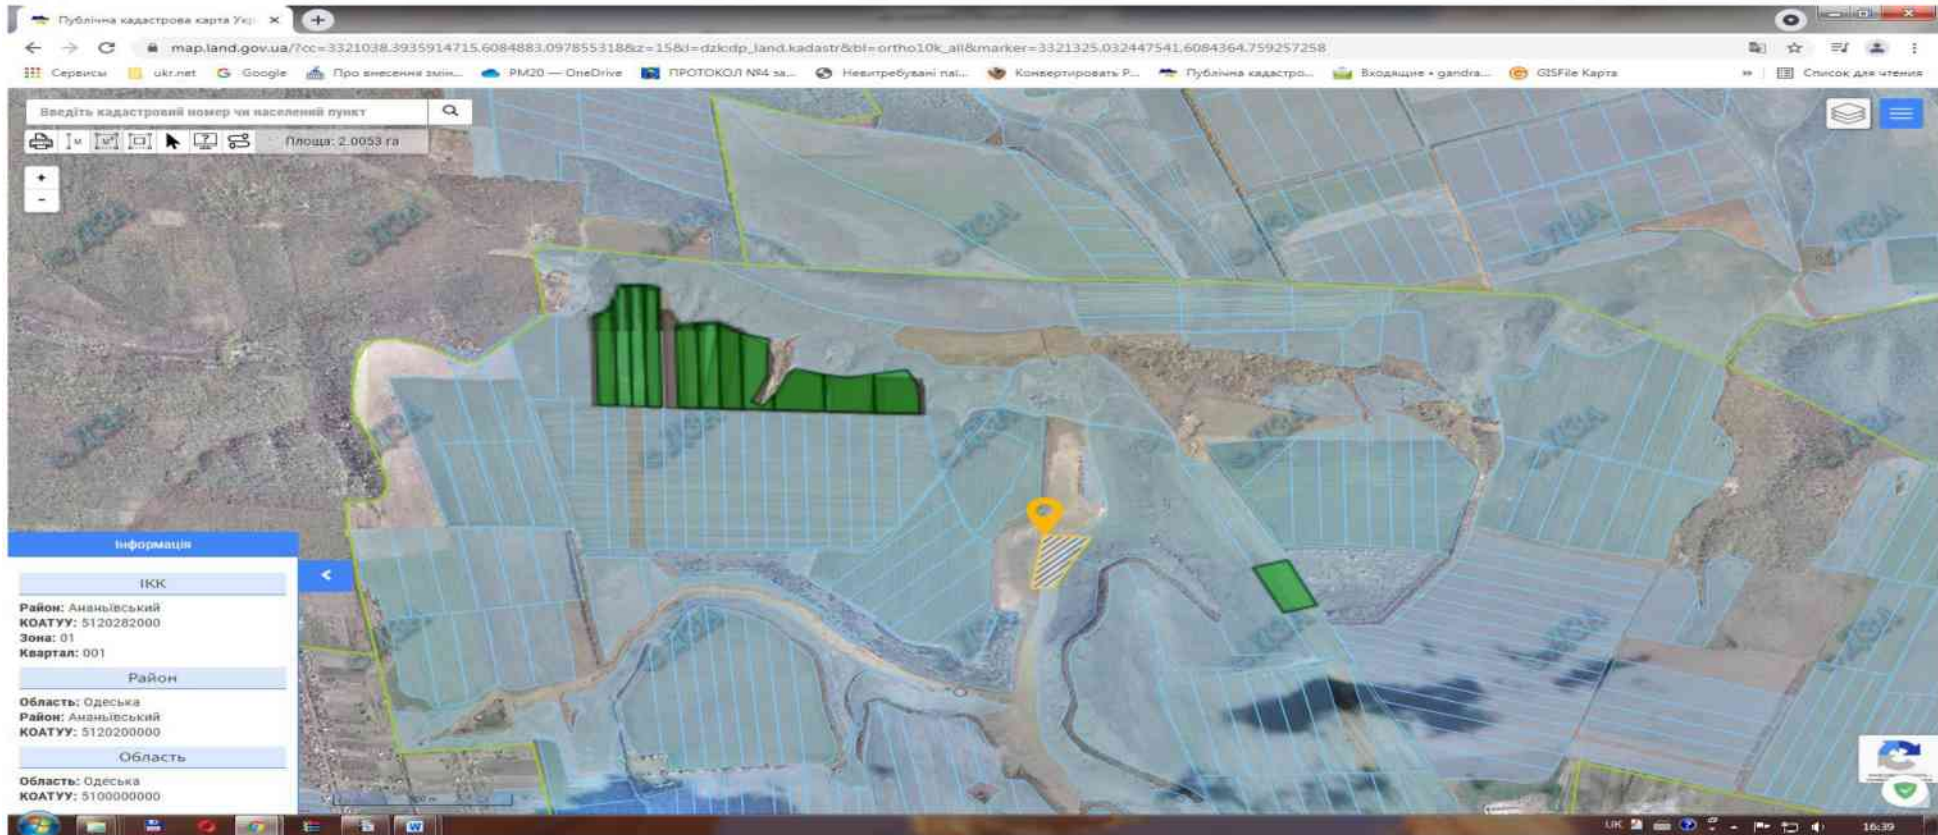 Публічна кадастрова карта Укр
map.land.gov.ua/?cc=3321038.3935914715,6084883.097855318&z=15&l=dzk:dp_land.kadastr&bl=ortho10k_all&marker=3321325.032447541,6084364.759257258
Сервисы ukr.net Google Про внесення змін... PM20 — OneDrive ПРОТОКОЛ №4 за... Невитребувані паї... Конвертировать P... Публічна кадастро... Входящие • gandra... GISFile Карта » Список для чтения
Введіть кадастровий номер чи населений пункт
Площа: 2.0053 га
+
-
Інформація
ІКК
Район: Ананьївський
КОАТУУ: 5120282000
Зона: 01
Квартал: 001
Район
Область: Одеська
Район: Ананьївський
КОАТУУ: 5120200000
Область
Область: Одеська
КОАТУУ: 5100000000
UK 16:39